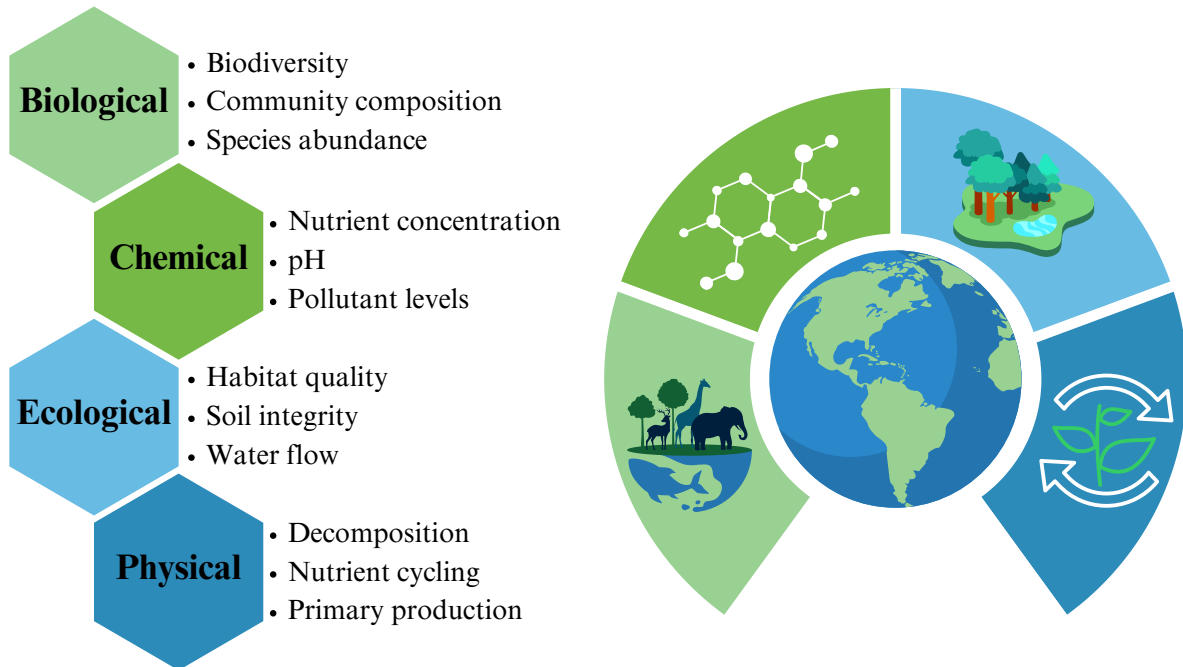 Biological
• Biodiversity
• Community composition
• Species abundance
Chemical
• Nutrient concentration
• pH
• Pollutant levels
Ecological
• Habitat quality
• Soil integrity
• Water flow
Physical
• Decomposition
• Nutrient cycling
• Primary production